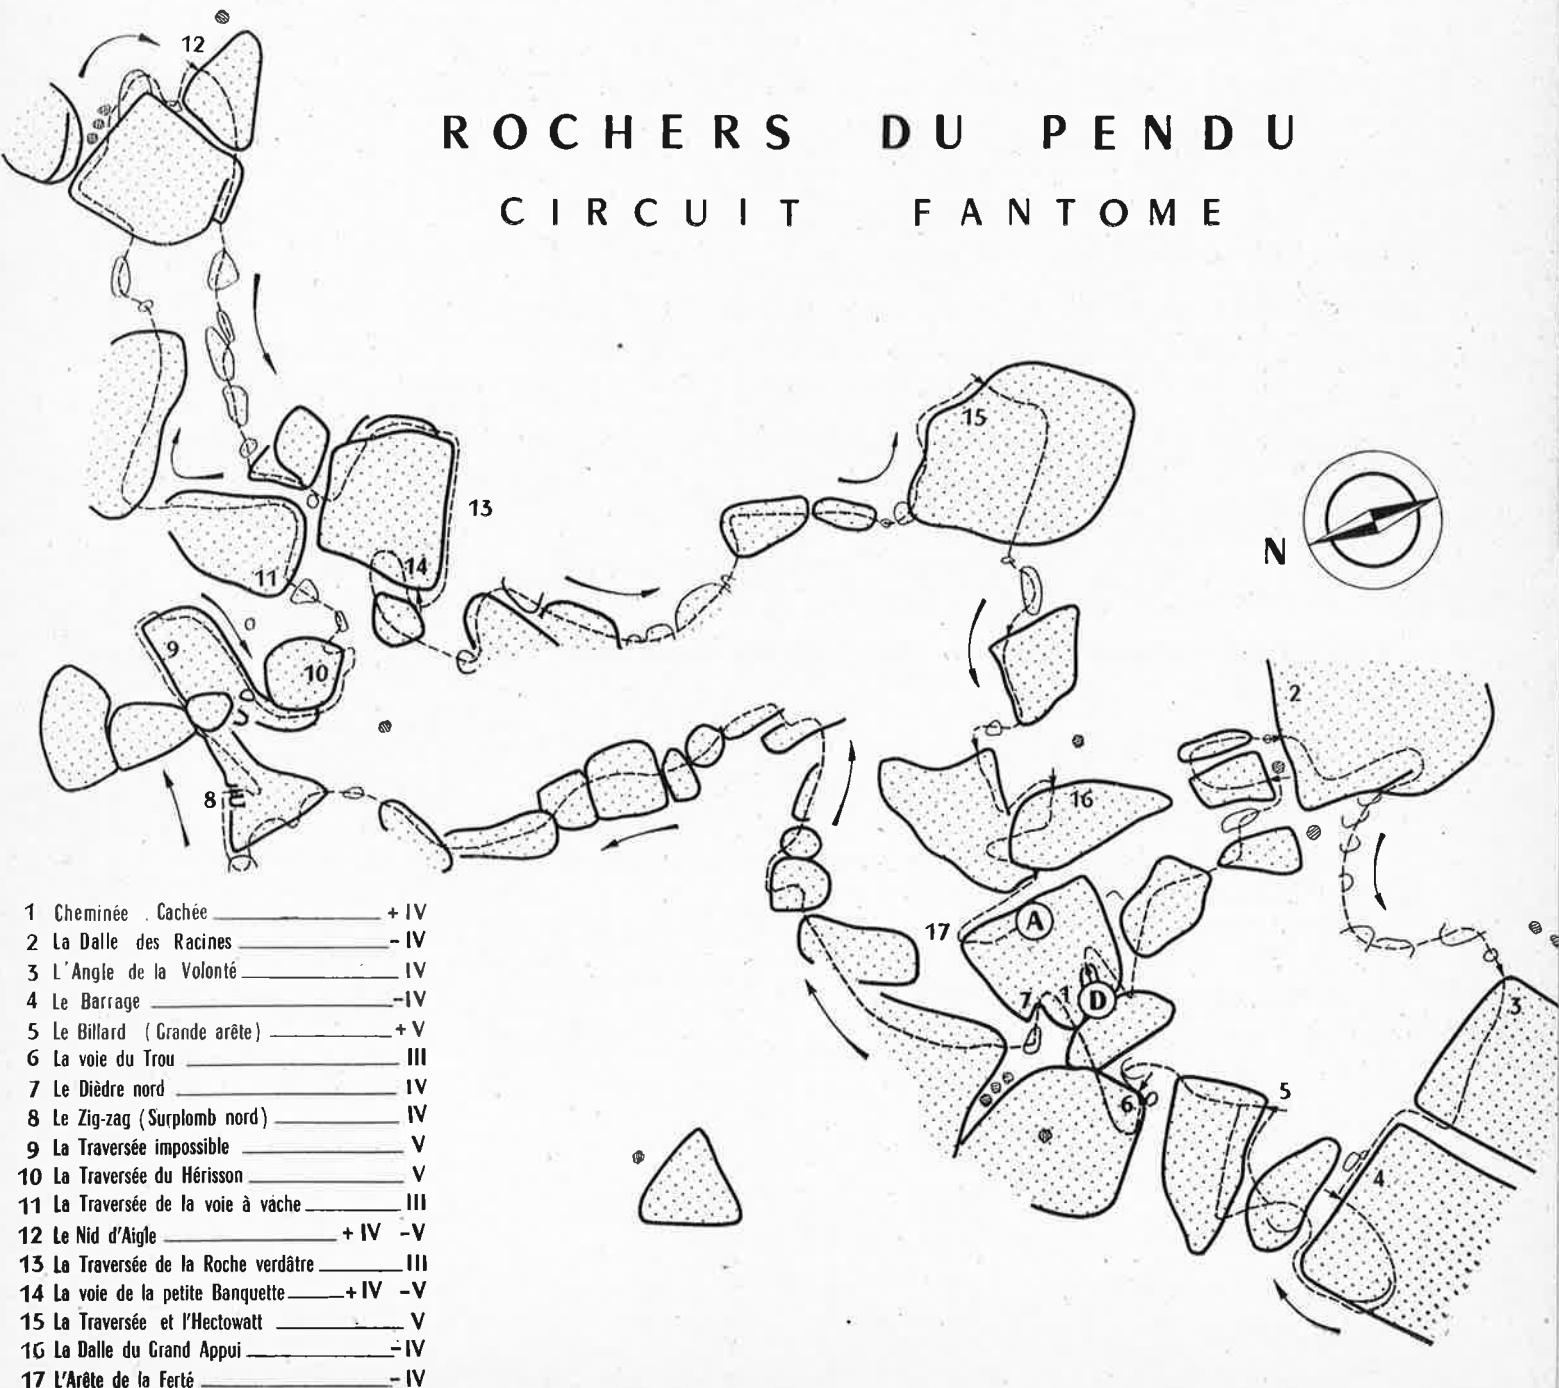 ROCHERS DU PENDU
CIRCUIT FANTOME
12
15
13
14
11
9
10
N
2
8
16
17
A
7
1
D
3
6
5
4
1 Cheminée . Cachée + IV
2 La Dalle des Racines - IV
3 L'Angle de la Volonté IV
4 Le Barrage - IV
5 Le Billard (Grande arête) + V
6 La voie du Trou III
7 Le Dièdre nord IV
8 Le Zig-zag (Surplomb nord) IV
9 La Traversée impossible V
10 La Traversée du Hérisson V
11 La Traversée de la voie à vache III
12 Le Nid d'Aigle + IV - V
13 La Traversée de la Roche verdâtre III
14 La voie de la petite Banquette + IV - V
15 La Traversée et l'Hectowatt V
16 La Dalle du Grand Appui - IV
17 L'Arête de la Ferté - IV